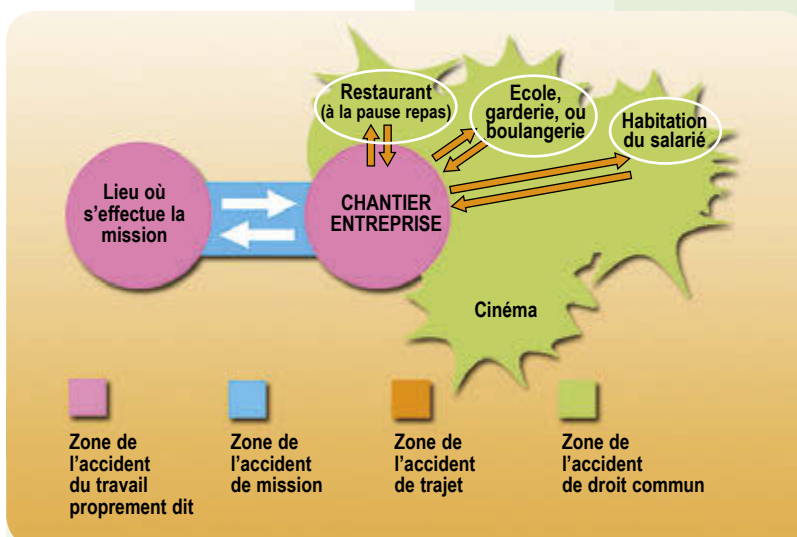 Restaurant
(à la pause repas)
Ecole,
garderie, ou
boulangerie
Habitation
du salarié
Lieu où
s’effectue la
mission
CHANTIER
ENTREPRISE
Cinéma
Zone de
l’accident
du travail
proprement dit
Zone de
l’accident
de mission
Zone de
l’accident
de trajet
Zone de
l’accident
de droit commun